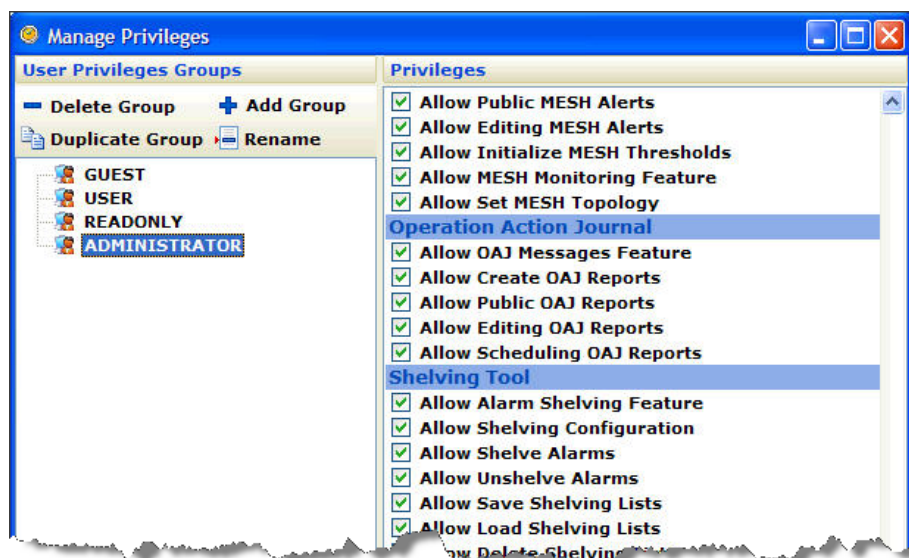 Manage Privileges
User Privileges Groups
Delete Group
Add Group
Duplicate Group
Rename
GUEST
USER
READONLY
ADMINISTRATOR
Privileges
Allow Public MESH Alerts
Allow Editing MESH Alerts
Allow Initialize MESH Thresholds
Allow MESH Monitoring Feature
Allow Set MESH Topology
Operation Action Journal
Allow OAJ Messages Feature
Allow Create OAJ Reports
Allow Public OAJ Reports
Allow Editing OAJ Reports
Allow Scheduling OAJ Reports
Shelving Tool
Allow Alarm Shelving Feature
Allow Shelving Configuration
Allow Shelve Alarms
Allow Unshelve Alarms
Allow Save Shelving Lists
Allow Load Shelving Lists
Delete Shelving